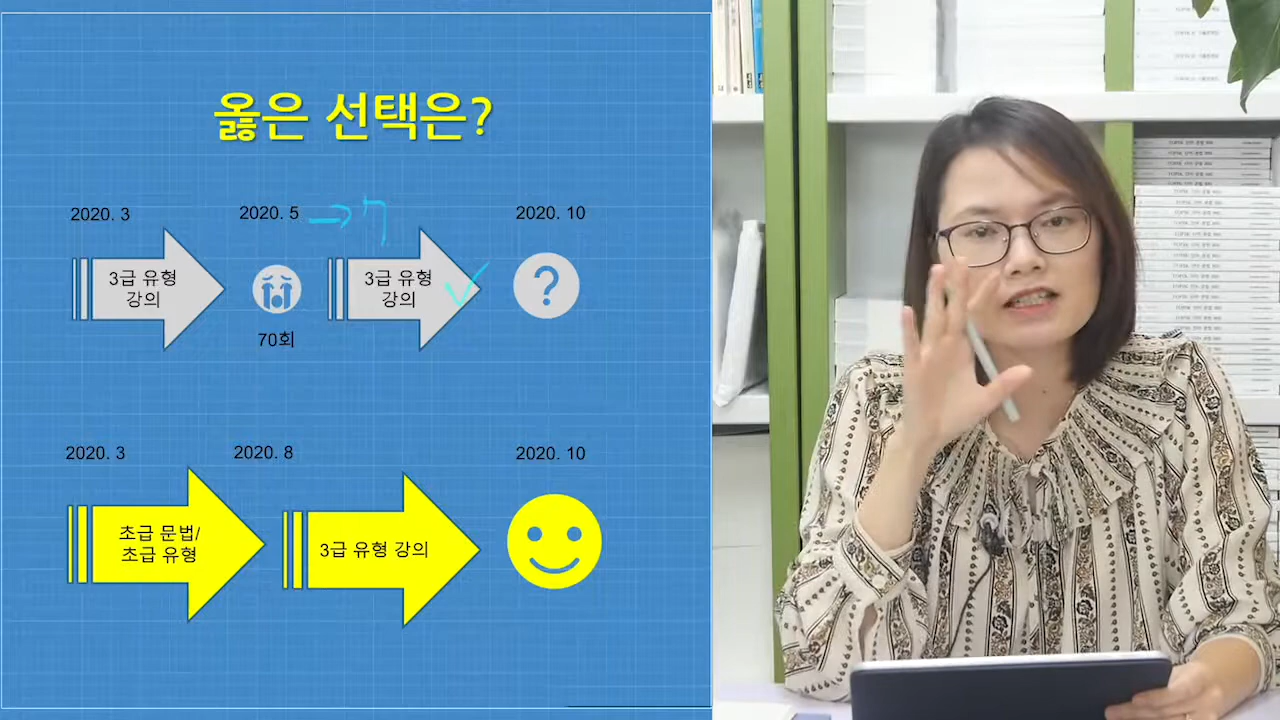 옳은 선택은?
2020. 3
2020. 5
2020. 10
3급 유형
강의
3급 유형
강의
?
70회
2020. 3
2020. 8
2020. 10
초급 문법/
초급 유형
3급 유형 강의